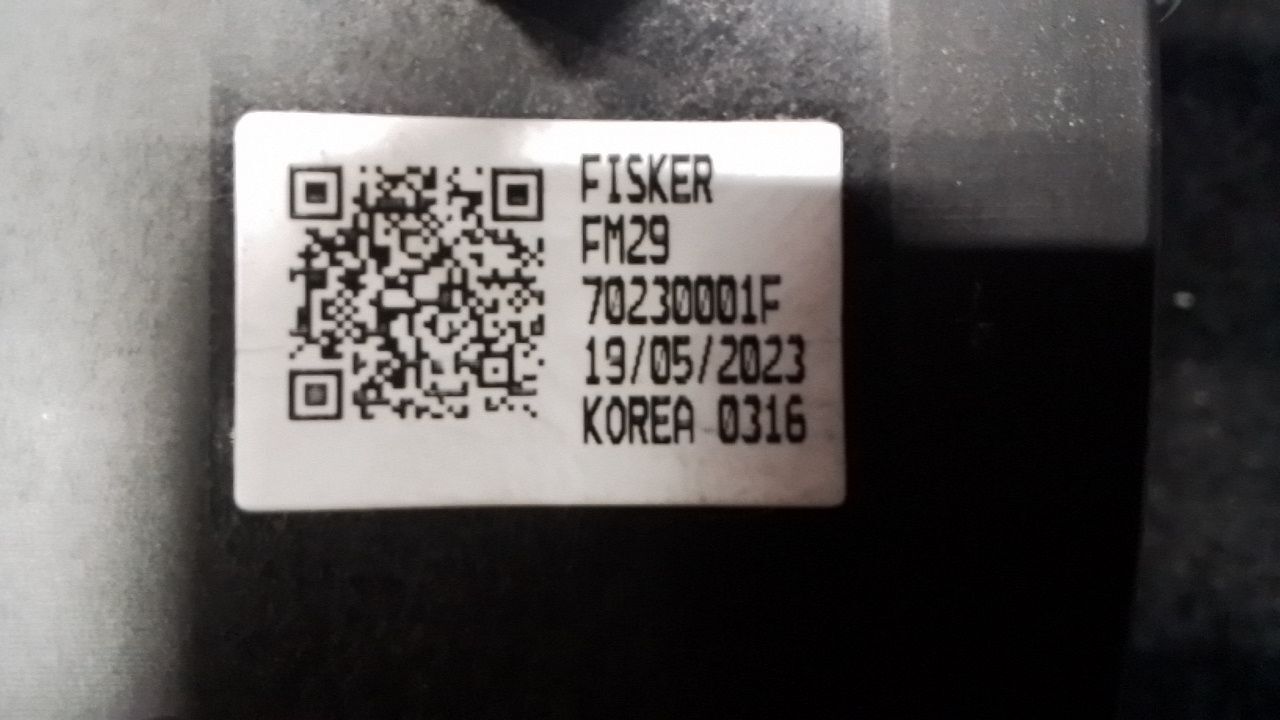 FISKER
FM29
70230001F
19/05/2023
KOREA 0316